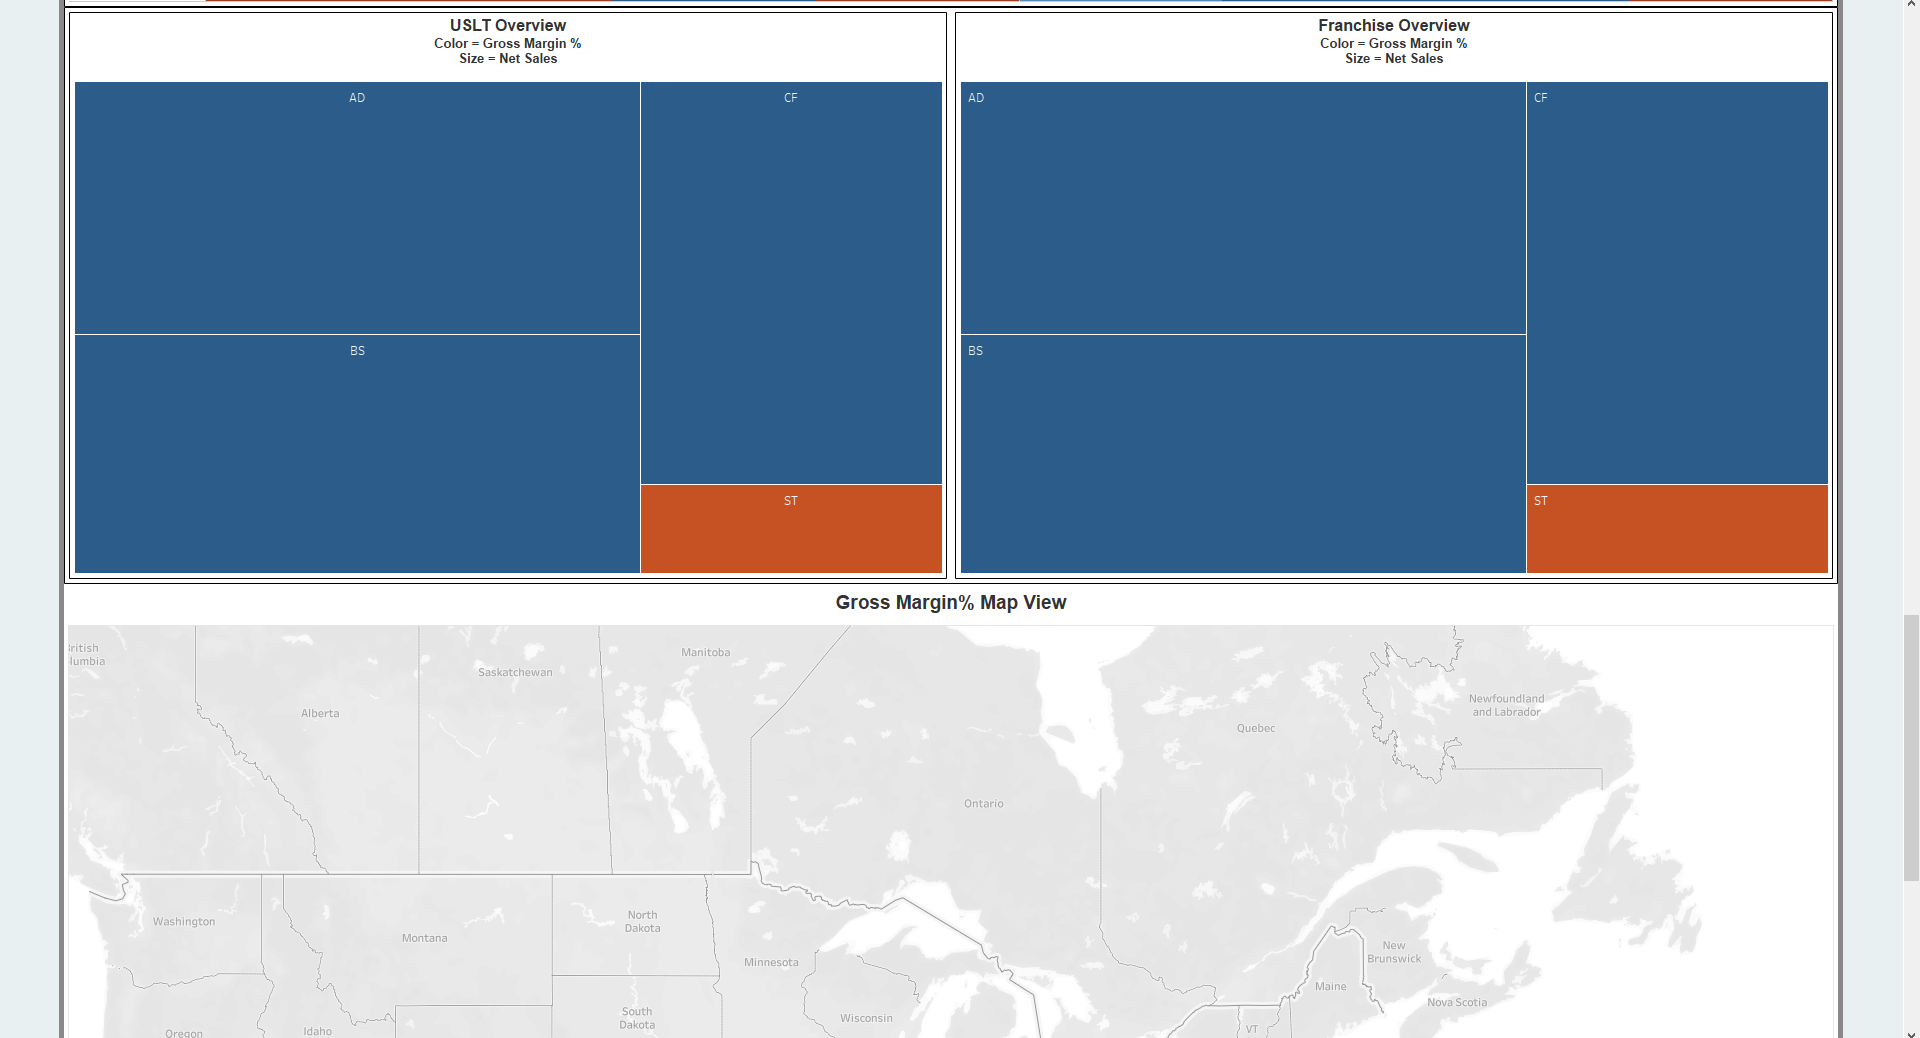 USLT Overview
Color = Gross Margin %
Size = Net Sales
AD
CF
BS
ST
Franchise Overview
Color = Gross Margin %
Size = Net Sales
AD
CF
BS
ST
Gross Margin% Map View
ritish
lumbia
Alberta
Saskatchewan
Manitoba
Ontario
Quebec
Newfoundland
and Labrador
Washington
Montana
North
Dakota
Minnesota
New
Brunswick
Maine
Nova Scotia
Oregon
Idaho
South
Dakota
Wisconsin
VT